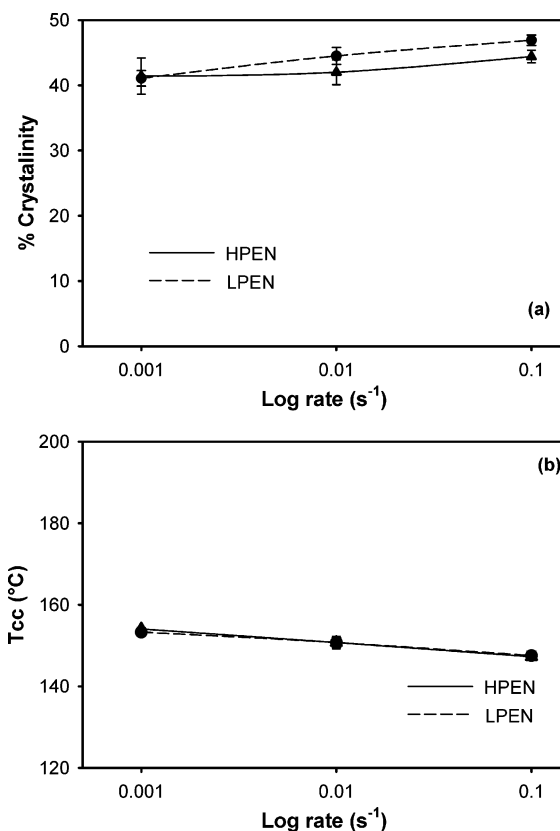 50
40
30
20
10
0
% Crystalinity
HPEN
LPEN
(a)
0.001 0.01 0.1
Log rate (s⁻¹)
200
180
160
140
120
Tcc (°C)
(b)
HPEN
LPEN
0.001 0.01 0.1
Log rate (s⁻¹)